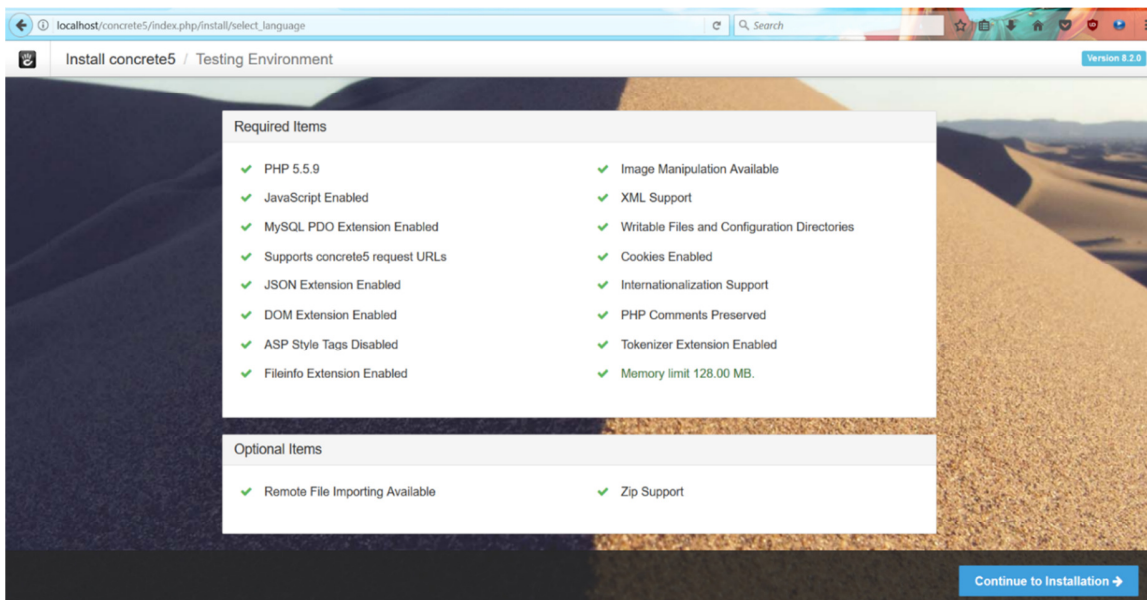 localhost/concrete5/index.php/install/select_language
Search
Install concrete5 / Testing Environment
Version 8.2.0
Required Items
PHP 5.5.9
JavaScript Enabled
MySQL PDO Extension Enabled
Supports concrete5 request URLs
JSON Extension Enabled
DOM Extension Enabled
ASP Style Tags Disabled
Fileinfo Extension Enabled
Image Manipulation Available
XML Support
Writable Files and Configuration Directories
Cookies Enabled
Internationalization Support
PHP Comments Preserved
Tokenizer Extension Enabled
Memory limit 128.00 MB.
Optional Items
Remote File Importing Available
Zip Support
Continue to Installation